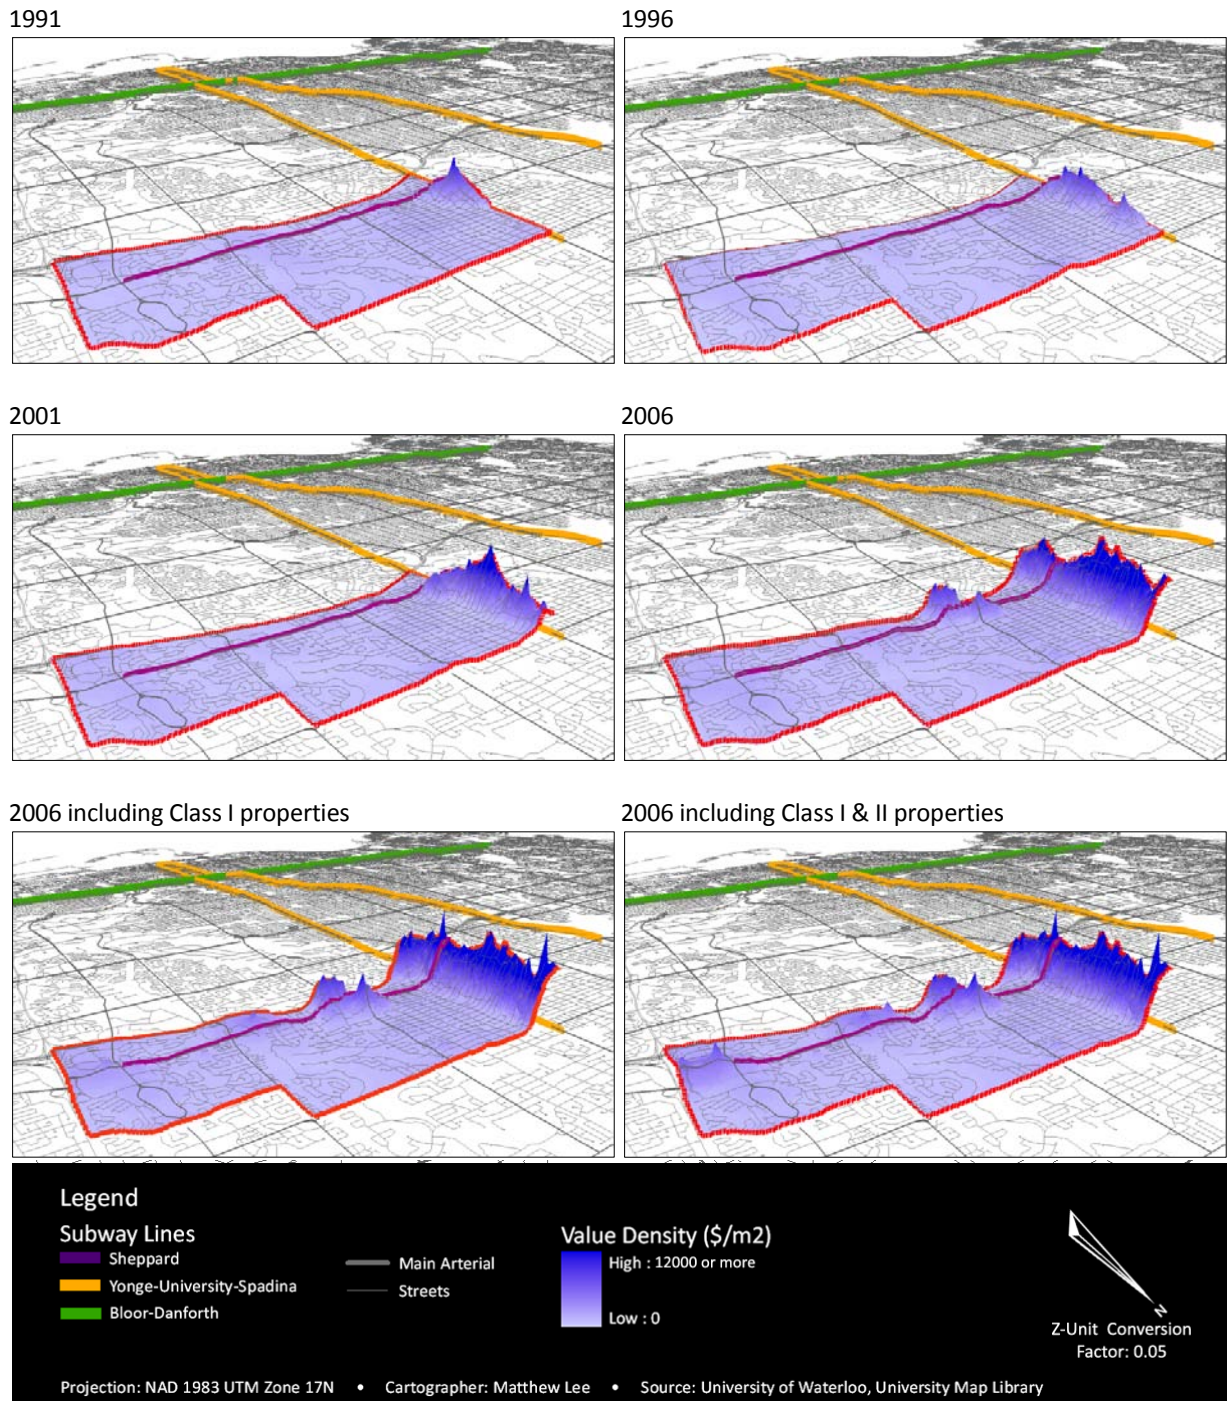 1991
1996
2001
2006
2006 including Class I properties
2006 including Class I & II properties
Legend
Subway Lines
Sheppard
Yonge-University-Spadina
Bloor-Danforth
Main Arterial
Streets
Value Density ($/m2)
High : 12000 or more
Low : 0
N
Z-Unit Conversion
Factor: 0.05
Projection: NAD 1983 UTM Zone 17N • Cartographer: Matthew Lee • Source: University of Waterloo, University Map Library